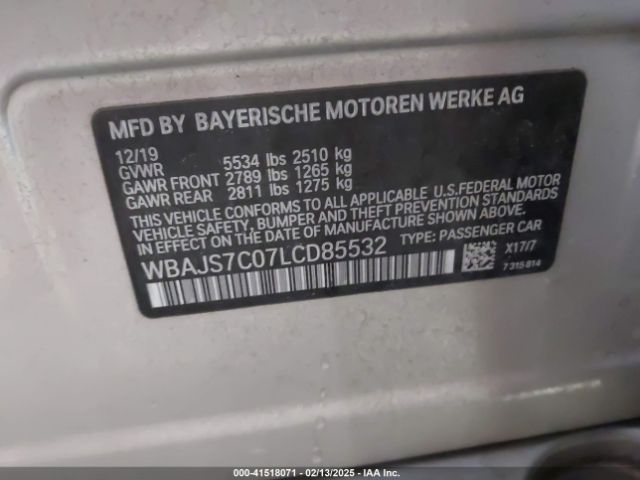 MFD BY BAYERISCHE MOTOREN WERKE AG
12/19
GVWR 5534 lbs 2510 kg
GAWR FRONT 2789 lbs 1265 kg
GAWR REAR 2811 lbs 1275 kg
THIS VEHICLE CONFORMS TO ALL APPLICABLE U.S.FEDERAL MOTOR
VEHICLE SAFETY, BUMPER AND THEFT PREVENTION STANDARDS
IN EFFECT ON THE DATE OF MANUFACTURE SHOWN ABOVE.
WBAJS7C07LCD85532 TYPE: PASSENGER CAR
X17/7
7315814
000-41518071 - 02/13/2025 - IAAI.COM